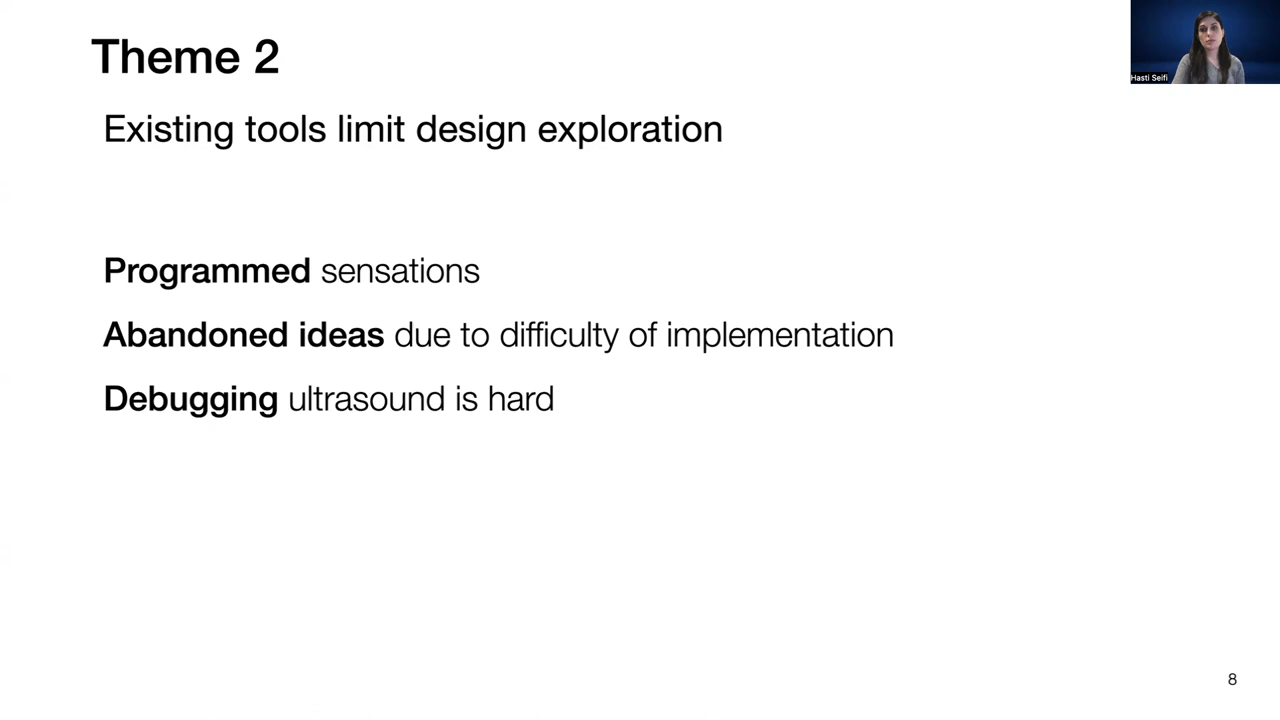 Theme 2
Hasti Seifi
Existing tools limit design exploration
Programmed sensations
Abandoned ideas due to difficulty of implementation
Debugging ultrasound is hard
8